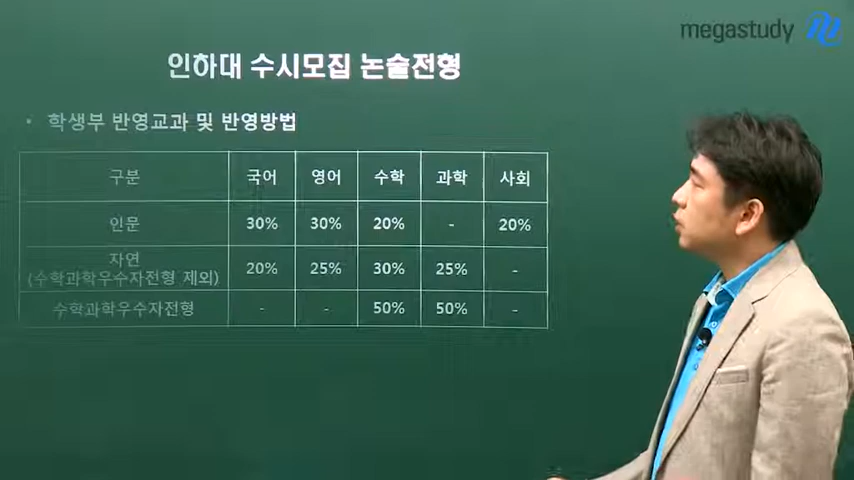 megastudy
인하대 수시모집 논술전형
• 학생부 반영교과 및 반영방법
구분 국어 영어 수학 과학 사회
인문 30% 30% 20% - 20%
자연
(수학과학우수자전형 제외) 20% 25% 30% 25% -
수학과학우수자전형 - - 50% 50% -